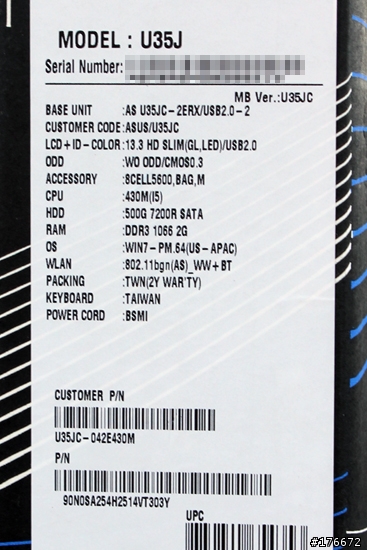 MODEL : U35J
Serial Number:
MB Ver.:U35JC
BASE UNIT :AS U35JC-2ERX/USB2.0-2
CUSTOMER CODE:ASUS/U35JC
LCD+ID-COLOR:13.3 HD SLIM(GL,LED)/USB2.0
ODD :WO ODD/CMOS0.3
ACCESSORY :8CELL5600,BAG,M
CPU :430M(I5)
HDD :500G 7200R SATA
RAM :DDR3 1066 2G
OS :WIN7-PM.64(US-APAC)
WLAN :802.11bgn(AS)_WW+BT
PACKING :TWN(2Y WAR'TY)
KEYBOARD :TAIWAN
POWER CORD :BSMI
CUSTOMER P/N
U35JC-042E430M
P/N
90N0SA254H2514VT303Y
UPC
#176672